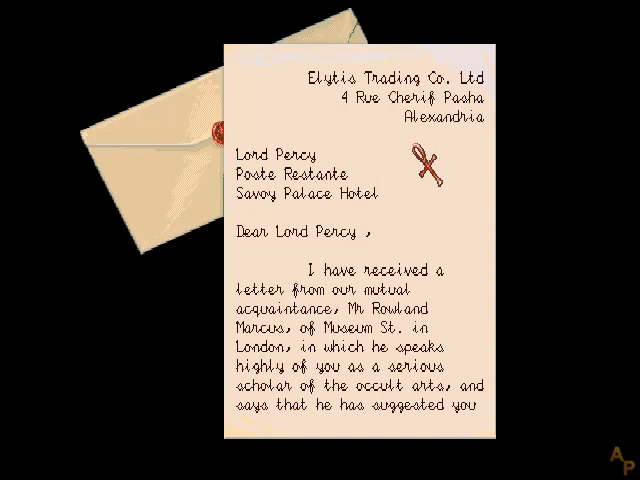 Elytis Trading Co. Ltd
4 Rue Cherif Pasha
Alexandria
Lord Percy
Poste Restante
Savoy Palace Hotel
Dear Lord Percy ,
I have received a
letter from our mutual
acquaintance, Mr Rowland
Marcus, of Museum St. in
London, in which he speaks
highly of you as a serious
scholar of the occult arts, and
says that he has suggested you
AP